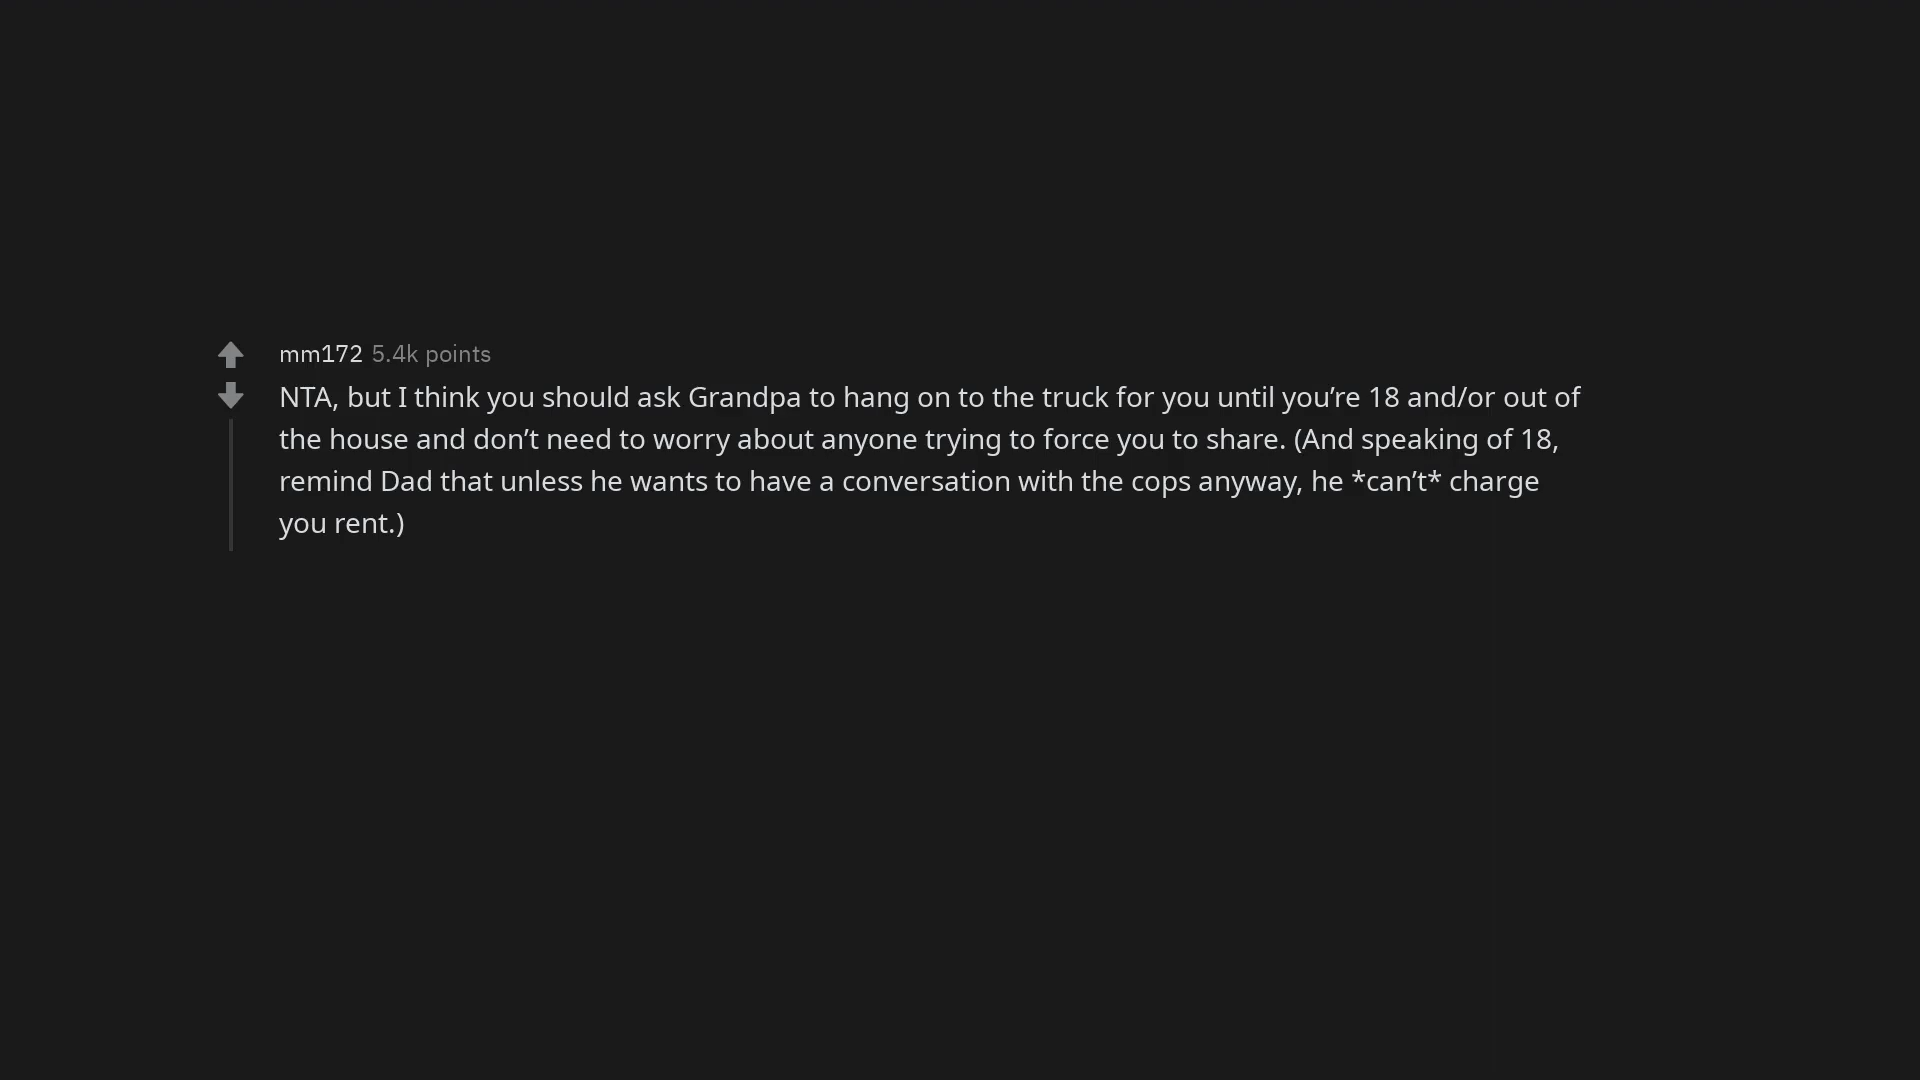 mm172 5.4k points
NTA, but I think you should ask Grandpa to hang on to the truck for you until you’re 18 and/or out of
the house and don’t need to worry about anyone trying to force you to share. (And speaking of 18,
remind Dad that unless he wants to have a conversation with the cops anyway, he *can’t* charge
you rent.)